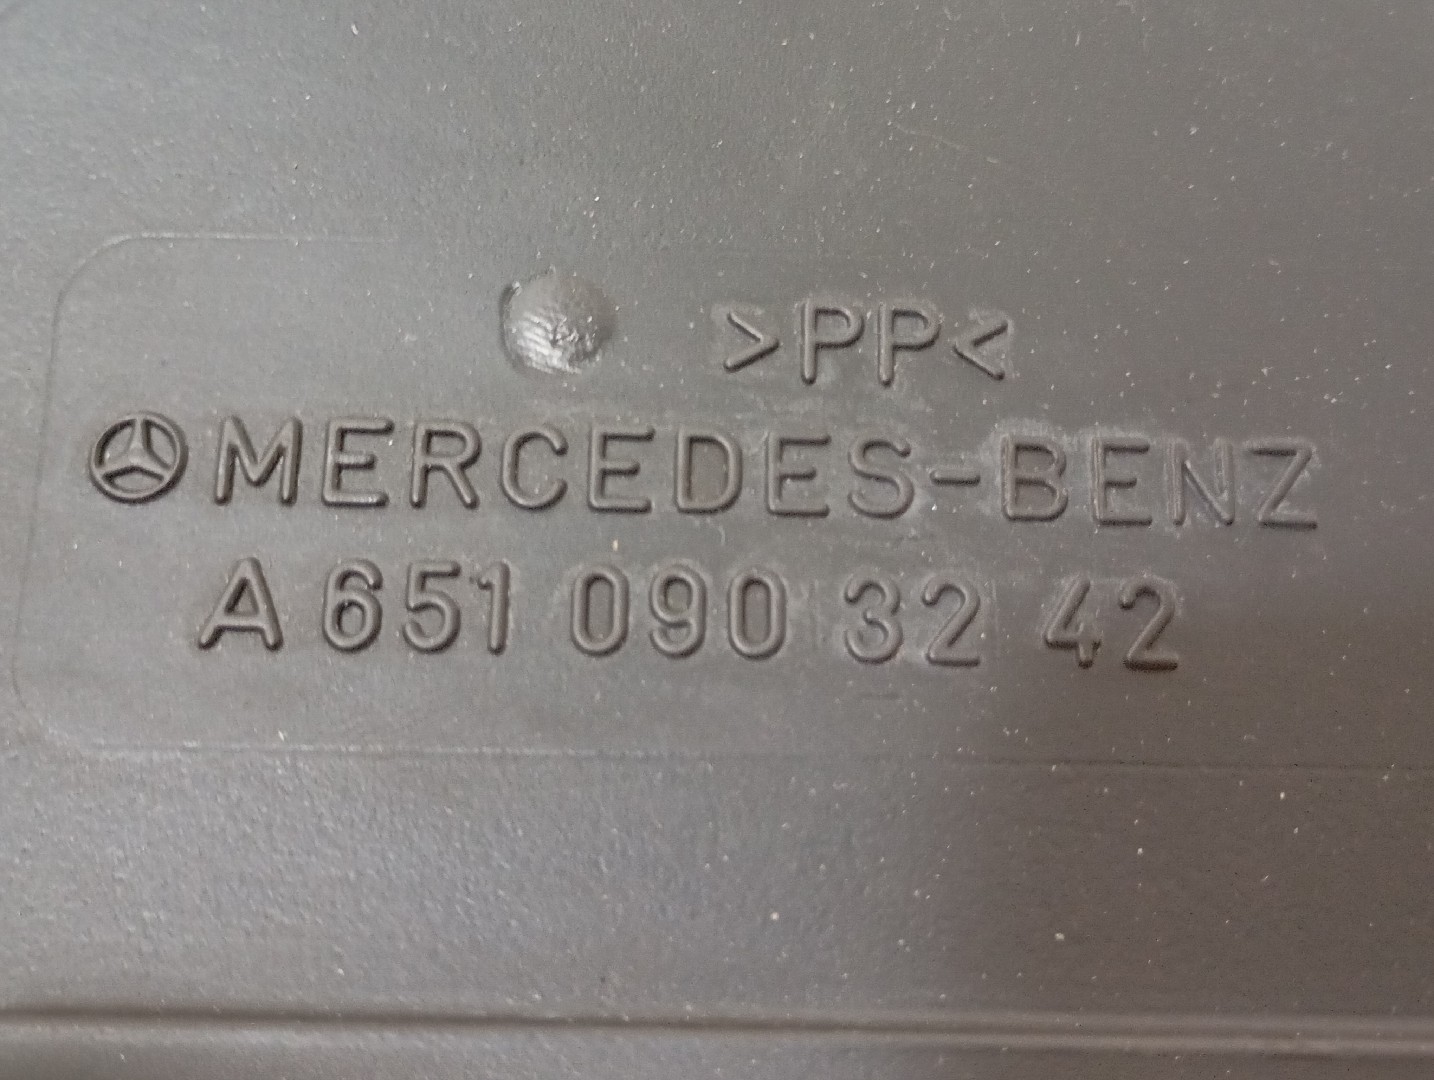 >PP<
MERCEDES-BENZ
A 651 090 32 42